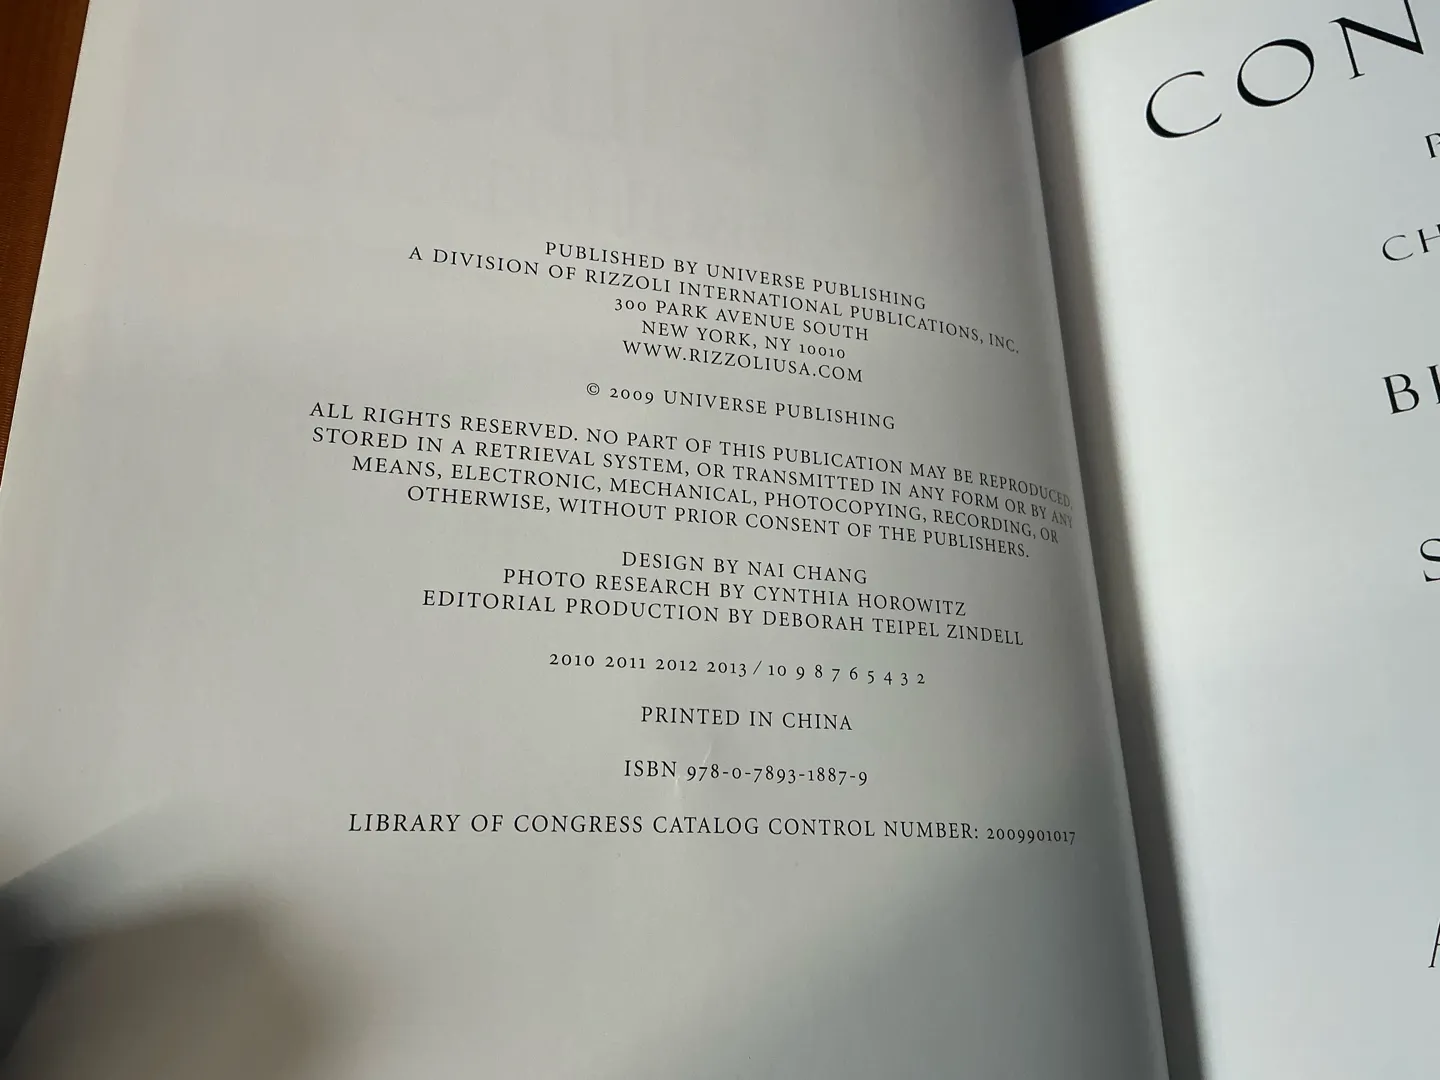 PUBLISHED BY UNIVERSE PUBLISHING
A DIVISION OF RIZZOLI INTERNATIONAL PUBLICATIONS, INC.
300 PARK AVENUE SOUTH
NEW YORK, NY 10010
WWW.RIZZOLIUSA.COM
© 2009 UNIVERSE PUBLISHING
ALL RIGHTS RESERVED. NO PART OF THIS PUBLICATION MAY BE REPRODUCED,
STORED IN A RETRIEVAL SYSTEM, OR TRANSMITTED IN ANY FORM OR BY ANY
MEANS, ELECTRONIC, MECHANICAL, PHOTOCOPYING, RECORDING, OR
OTHERWISE, WITHOUT PRIOR CONSENT OF THE PUBLISHERS.
DESIGN BY NAI CHANG
PHOTO RESEARCH BY CYNTHIA HOROWITZ
EDITORIAL PRODUCTION BY DEBORAH TEIPEL ZINDELL
2010 2011 2012 2013 / 10 9 8 7 6 5 4 3 2
PRINTED IN CHINA
ISBN 978-0-7893-1887-9
LIBRARY OF CONGRESS CATALOG CONTROL NUMBER: 2009901017
CON
CH
S